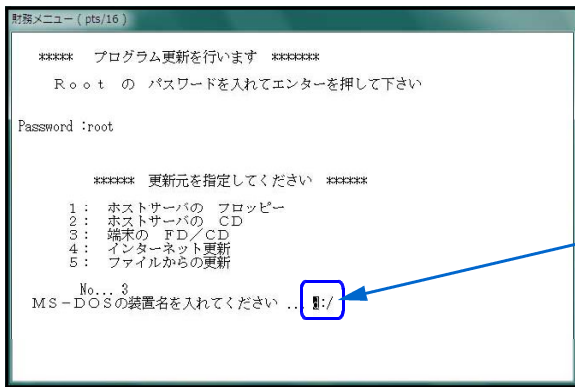 財務メニュー ( pts/16 )
***** プログラム更新を行います *******
Ｒｏｏｔ の パスワードを入れてエンターを押して下さい
Password :root
****** 更新元を指定してください ******
１： ホストサーバの フロッピー
２： ホストサーバの ＣＤ
３： 端末の ＦＤ／ＣＤ
４： インターネット更新
５： ファイルからの更新
No... 3
ＭＳ－ＤＯＳの装置名を入れてください ... :/